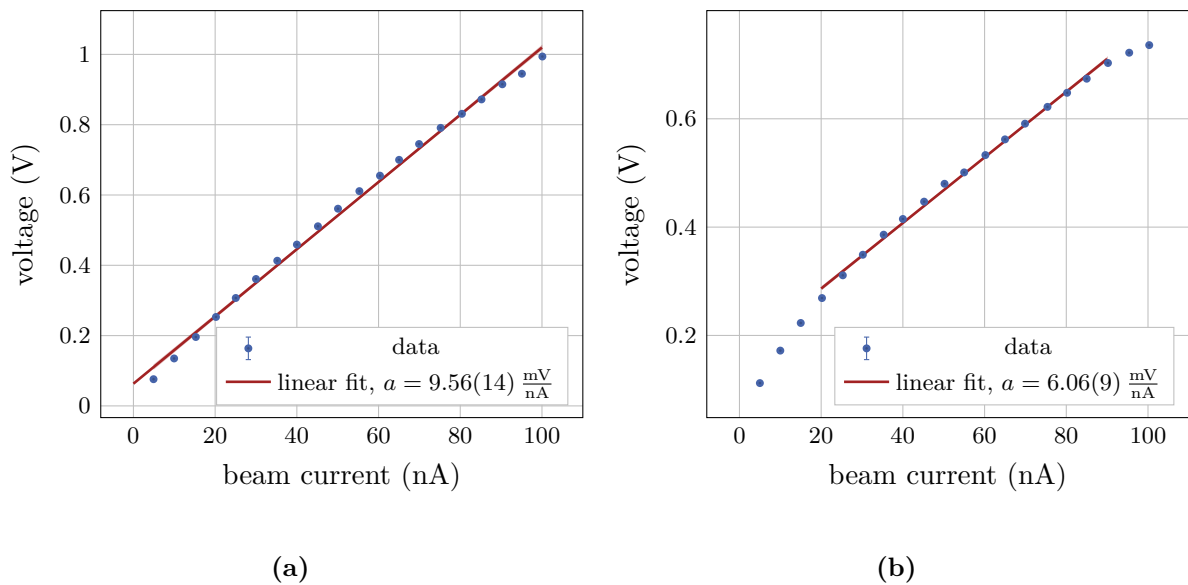 1
0.8
0.6
0.4
0.2
0
voltage (V)
data
linear fit, a = 9.56(14) mV/nA
0 20 40 60 80 100
beam current (nA)
(a)
0.6
0.4
0.2
voltage (V)
data
linear fit, a = 6.06(9) mV/nA
0 20 40 60 80 100
beam current (nA)
(b)